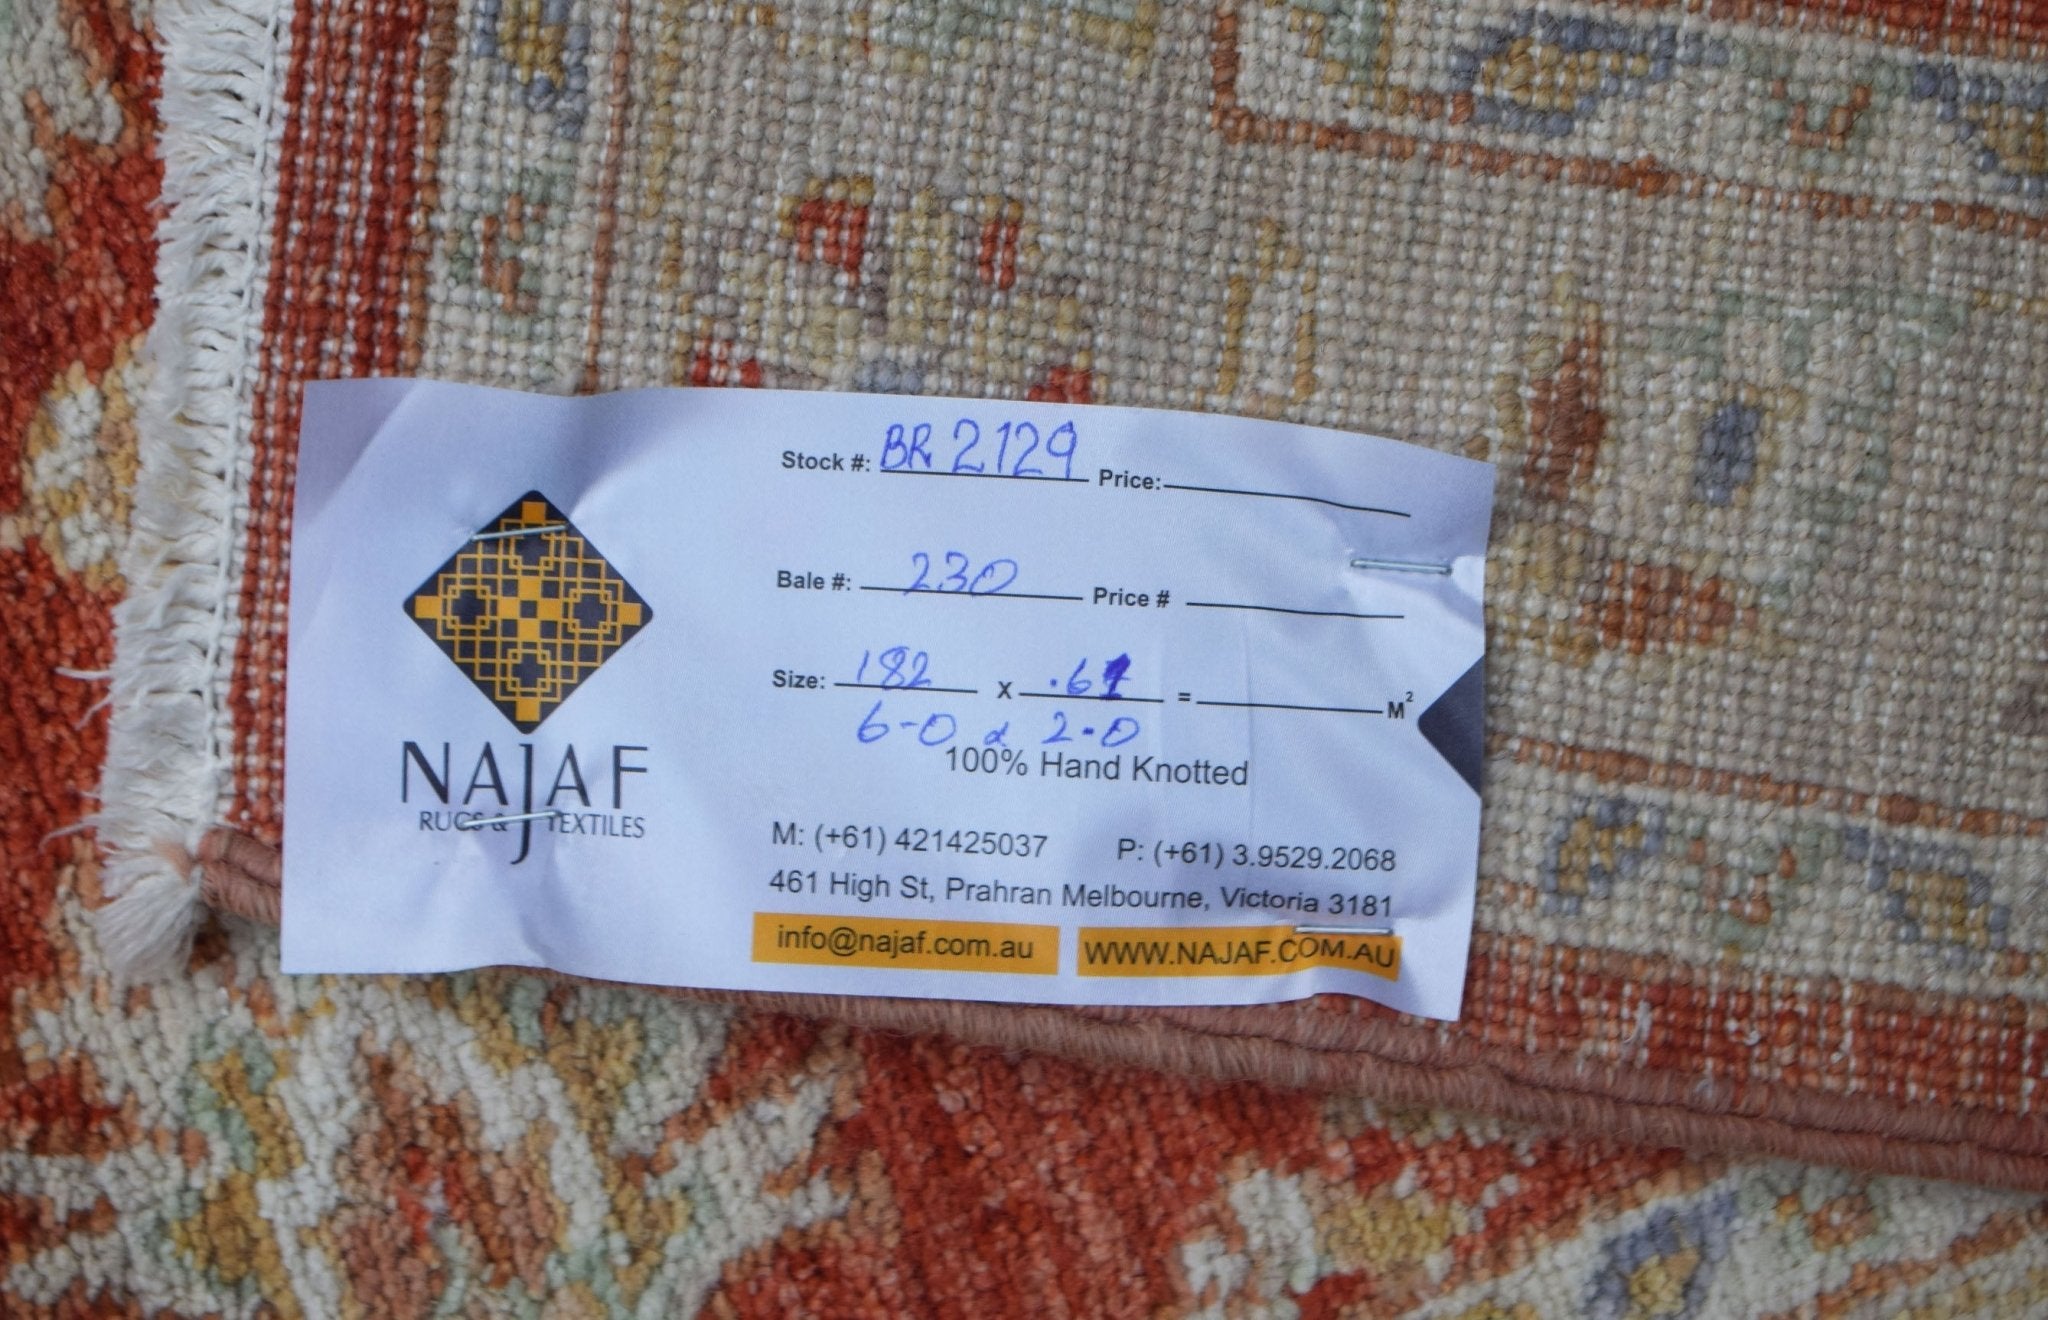 NAJAF
RUGS & TEXTILES
Stock #: BR 2129 Price:
Bale #: 230 Price #
Size: 182 x .61 = M²
6-0 x 2.0
100% Hand Knotted
M: (+61) 421425037 P: (+61) 3.9529.2068
461 High St, Prahran Melbourne, Victoria 3181
info@najaf.com.au WWW.NAJAF.COM.AU